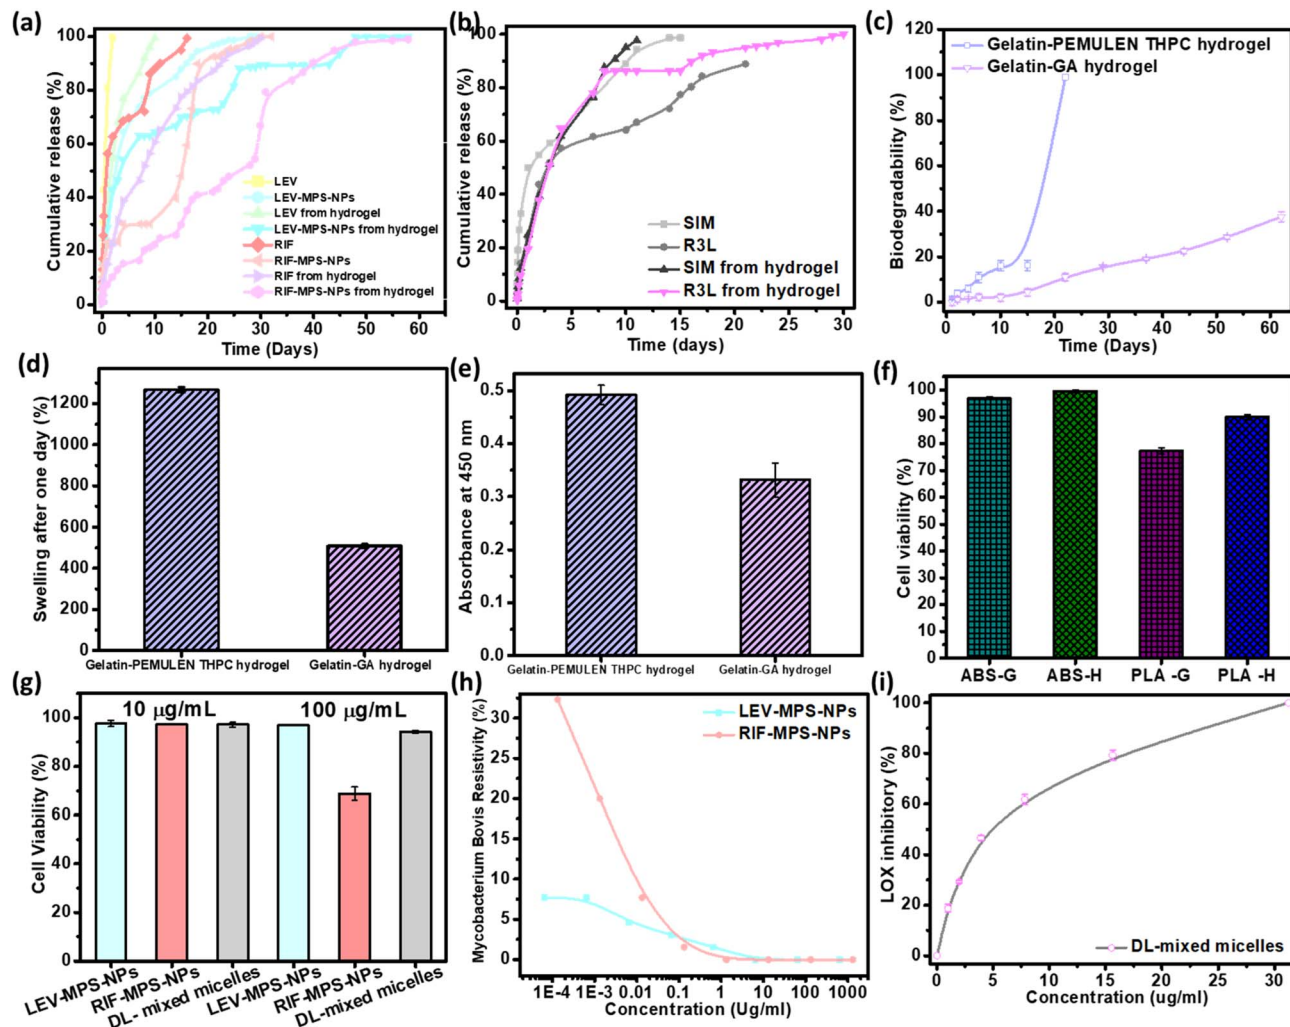 (a)
Cumulative release (%)
100
80
60
40
20
0
LEV
LEV-MPS-NPs
LEV from hydrogel
LEV-MPS-NPs from hydrogel
RIF
RIF-MPS-NPs
RIF from hydrogel
RIF-MPS-NPs from hydrogel
0 20 40 60
Time (Days)
(b)
Cumulative release (%)
100
80
60
40
20
0
SIM
R3L
SIM from hydrogel
R3L from hydrogel
0 5 10 15 20 25 30
Time (days)
(c)
Biodegradability (%)
120
100
80
60
40
20
0
Gelatin-PEMULEN THPC hydrogel
Gelatin-GA hydrogel
0 10 20 30 40 50 60
Time (Days)
(d)
Swelling after one day (%)
1200
1000
800
600
400
200
0
Gelatin-PEMULEN THPC hydrogel Gelatin-GA hydrogel
(e)
Absorbance at 450 nm
0.5
0.4
0.3
0.2
0.1
0.0
Gelatin-PEMULEN THPC hydrogel Gelatin-GA hydrogel
(f)
Cell viability (%)
100
90
80
70
60
50
40
30
20
10
0
ABS-G ABS-H PLA -G PLA -H
(g)
Cell Viability (%)
100
80
60
40
20
0
10 μg/mL 100 μg/mL
LEV-MPS-NPs
RIF-MPS-NPs
DL- mixed micelles
LEV-MPS-NPs
RIF-MPS-NPs
DL-mixed micelles
(h)
Mycobacterium Bovis Resistivity (%)
30
25
20
15
10
5
0
LEV-MPS-NPs
RIF-MPS-NPs
1E-4 1E-3 0.01 0.1 1 10 100 1000
Concentration (Ug/ml)
(i)
LOX inhibitory (%)
100
80
60
40
20
0
DL-mixed micelles
0 5 10 15 20 25 30
Concentration (ug/ml)